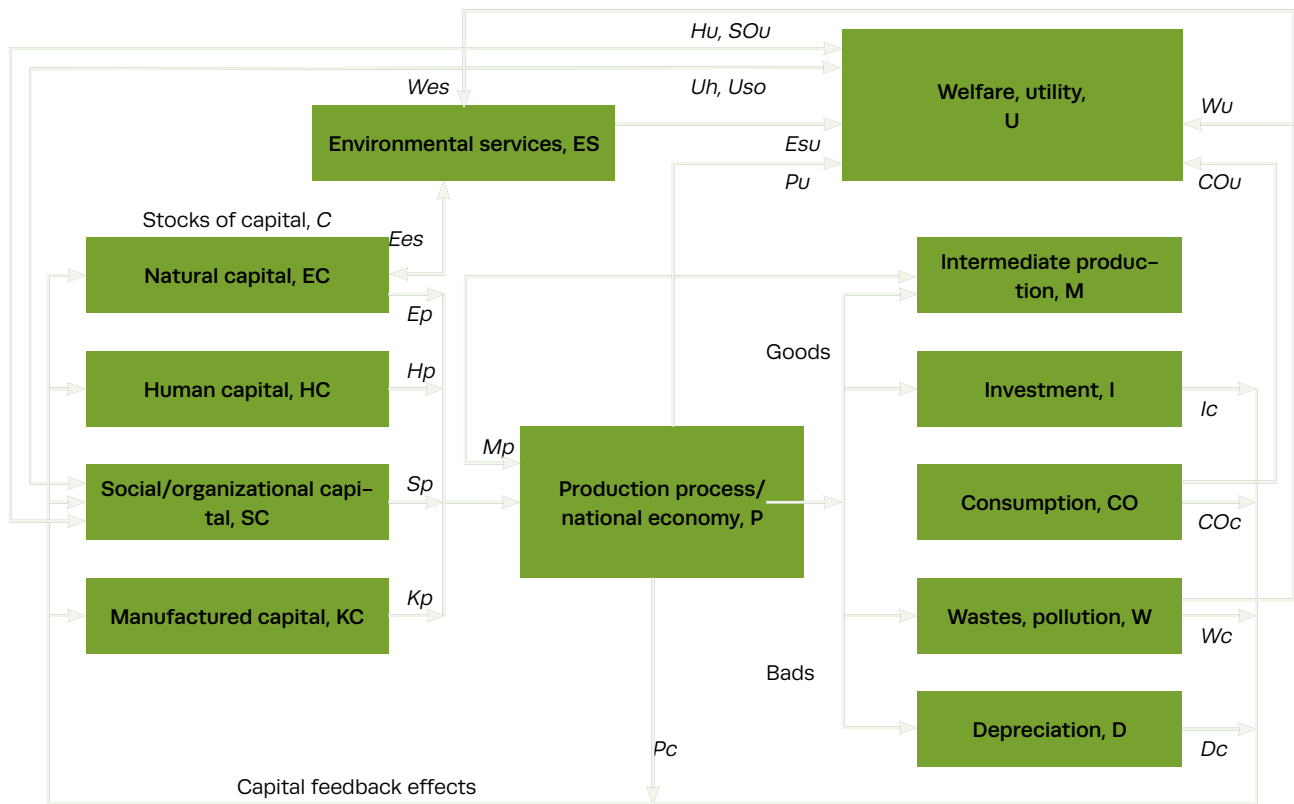 Hu, SOu
Wes
Uh, Uso
Welfare, utility,
U
Wu
Environmental services, ES
Esu
Pu
COu
Stocks of capital, C
Ees
Natural capital, EC
Ep
Intermediate produc-
tion, M
Goods
Human capital, HC
Hp
Investment, I
Ic
Mp
Social/organizational capi-
tal, SC
Sp
Production process/
national economy, P
Consumption, CO
COc
Manufactured capital, KC
Kp
Wastes, pollution, W
Wc
Bads
Depreciation, D
Dc
Pc
Capital feedback effects